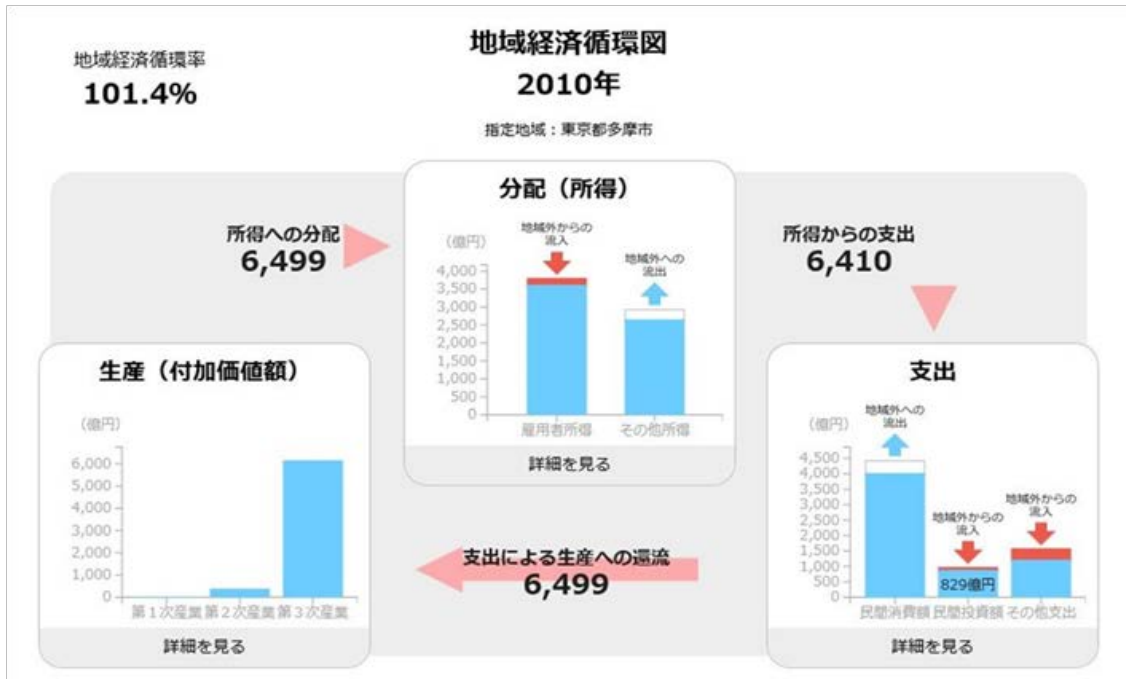 地域経済循環図
2010年
指定地域：東京都多摩市
地域経済循環率
101.4%
所得への分配
6,499
分配（所得）
（億円）
地域外からの
流入
地域外への
流出
4,000
3,500
3,000
2,500
2,000
1,500
1,000
500
0
雇用者所得
その他所得
詳細を見る
所得からの支出
6,410
生産（付加価値額）
（億円）
6,000
5,000
4,000
3,000
2,000
1,000
0
第１次産業
第２次産業
第３次産業
詳細を見る
支出による生産への還流
6,499
支出
（億円）
地域外への
流出
地域外からの
流入
地域外からの
流入
4,500
4,000
3,500
3,000
2,500
2,000
1,500
1,000
500
0
829億円
民間消費額
民間投資額
その他支出
詳細を見る